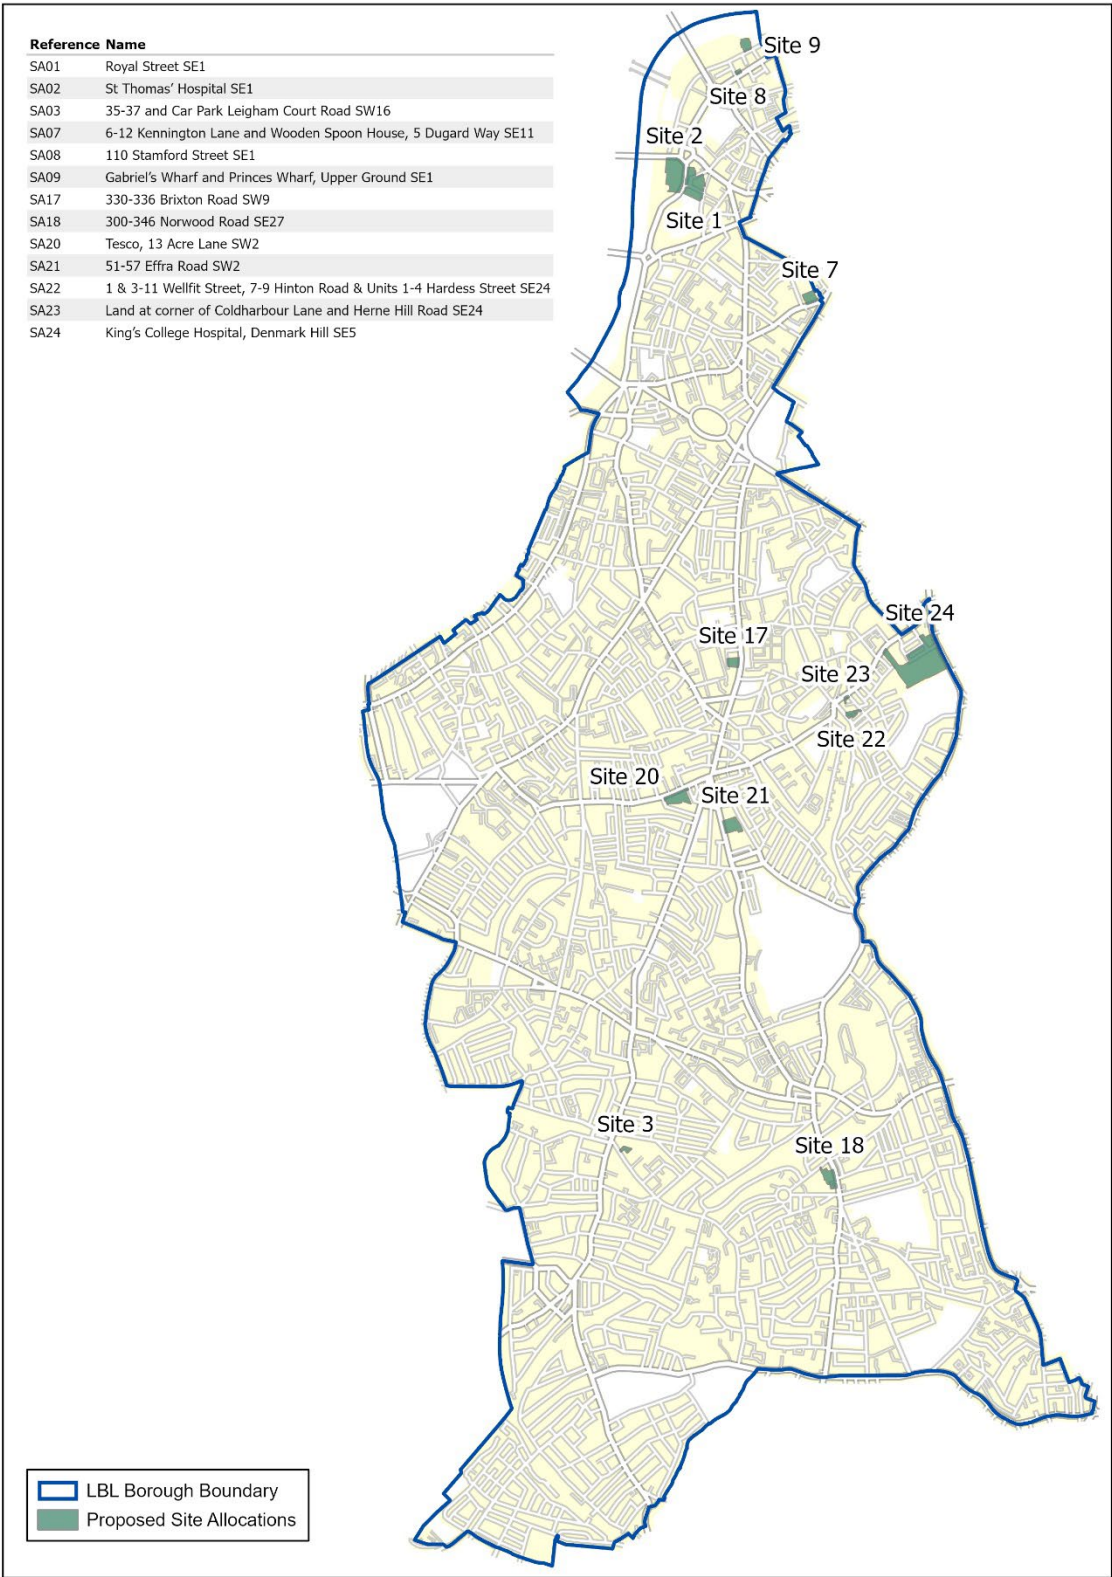 Reference Name
SA01 Royal Street SE1
SA02 St Thomas’ Hospital SE1
SA03 35-37 and Car Park Leigham Court Road SW16
SA07 6-12 Kennington Lane and Wooden Spoon House, 5 Dugard Way SE11
SA08 110 Stamford Street SE1
SA09 Gabriel’s Wharf and Princes Wharf, Upper Ground SE1
SA17 330-336 Brixton Road SW9
SA18 300-346 Norwood Road SE27
SA20 Tesco, 13 Acre Lane SW2
SA21 51-57 Effra Road SW2
SA22 1 & 3-11 Wellfit Street, 7-9 Hinton Road & Units 1-4 Hardess Street SE24
SA23 Land at corner of Coldharbour Lane and Herne Hill Road SE24
SA24 King’s College Hospital, Denmark Hill SE5
Site 9
Site 8
Site 2
Site 1
Site 7
Site 24
Site 17
Site 23
Site 22
Site 20
Site 21
Site 3
Site 18
LBL Borough Boundary
Proposed Site Allocations